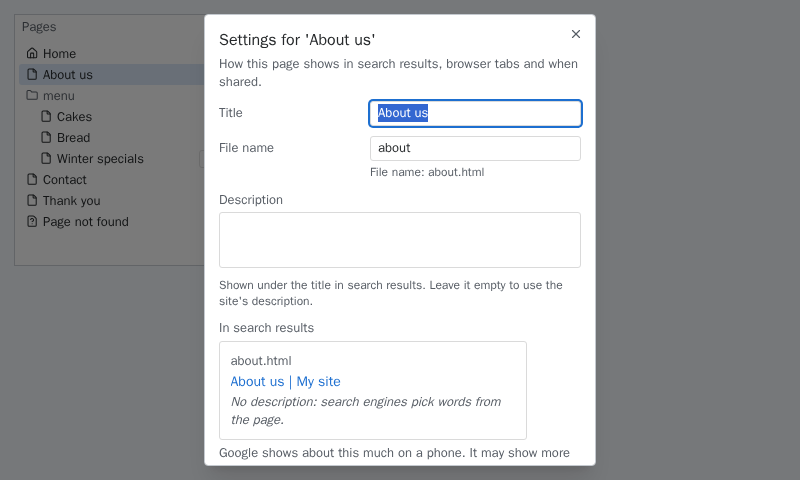 Pages
Home
About us
menu
Cakes
Bread
Winter specials
Contact
Thank you
Page not found
Settings for 'About us'
How this page shows in search results, browser tabs and when
shared.
Title
About us
File name
about
File name: about.html
Description
Shown under the title in search results. Leave it empty to use the
site's description.
In search results
about.html
About us | My site
No description: search engines pick words from
the page.
Google shows about this much on a phone. It may show more